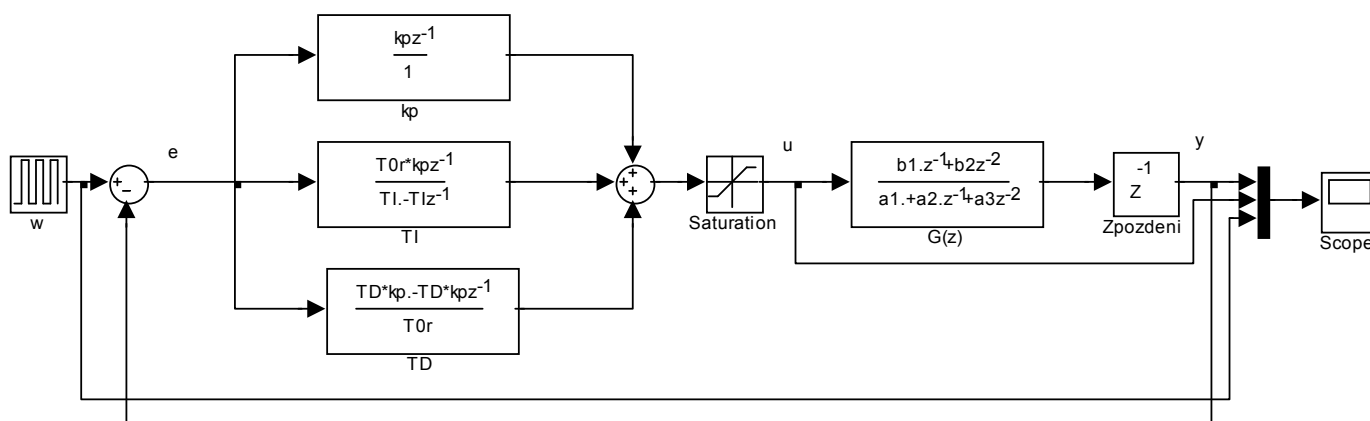 kpz-1
1
kp
e
w
T0r*kpz-1
TI.-TIz-1
TI
TD*kp.-TD*kpz-1
T0r
TD
Saturation
u
b1.z-1+b2z-2
a1.+a2.z-1+a3z-2
G(z)
-1
Z
Zpozdeni
y
Scope